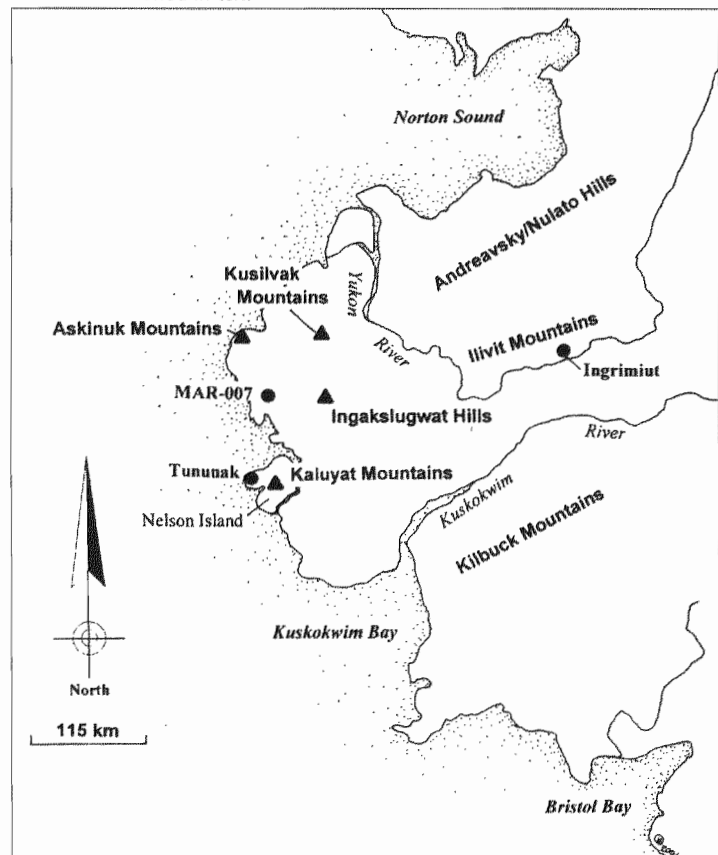 Norton Sound
Andreavsky/Nulato Hills
Kusilvak
Mountains
Yukon
River
Askinuk Mountains
Ilivit Mountains
Ingrimiut
MAR-007
Ingakslugwat Hills
River
Tununak
Kaluyat Mountains
Kuskokwim
Nelson Island
Kilbuck Mountains
Kuskokwim Bay
North
115 km
Bristol Bay